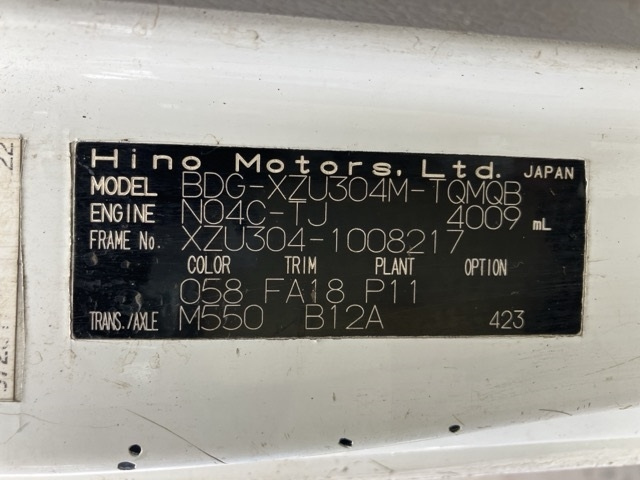 Hino Motors, Ltd. JAPAN
MODEL BDG-XZU304M-TQMQB
ENGINE N04C-TJ 4009 mL
FRAME No. XZU304-1008217
COLOR TRIM PLANT OPTION
058 FA18 P11
TRANS./AXLE M550 B12A 423
22